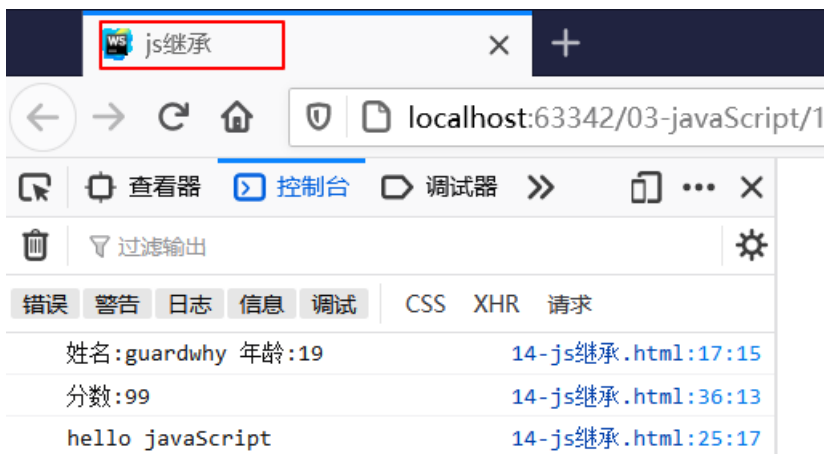 WS js继承
localhost:63342/03-javaScript/1
查看器 控制台 调试器
过滤输出
错误 警告 日志 信息 调试 CSS XHR 请求
姓名:guardwhy 年龄:19 14-js继承.html:17:15
分数:99 14-js继承.html:36:13
hello javaScript 14-js继承.html:25:17